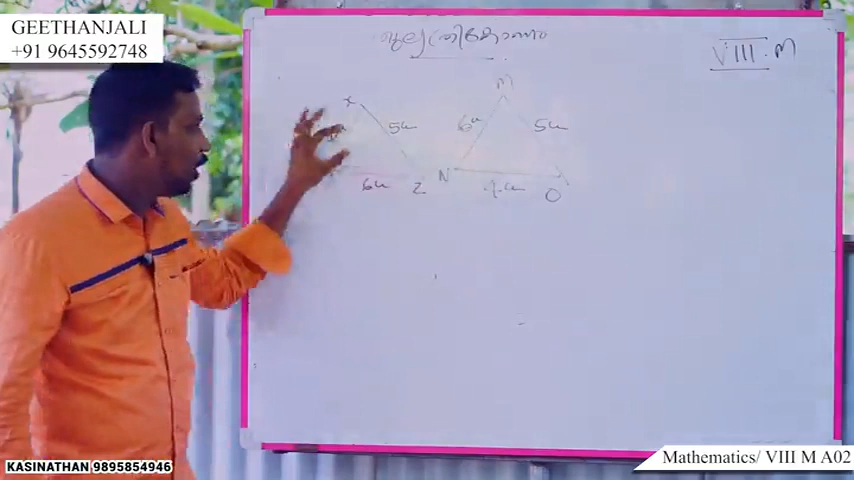 GEETHANJALI
+91 9645592748
VIII M
X
5cm
6cm
Z
M
6cm
5cm
N
O
KASINATHAN 9895854946
Mathematics/ VIII M A02